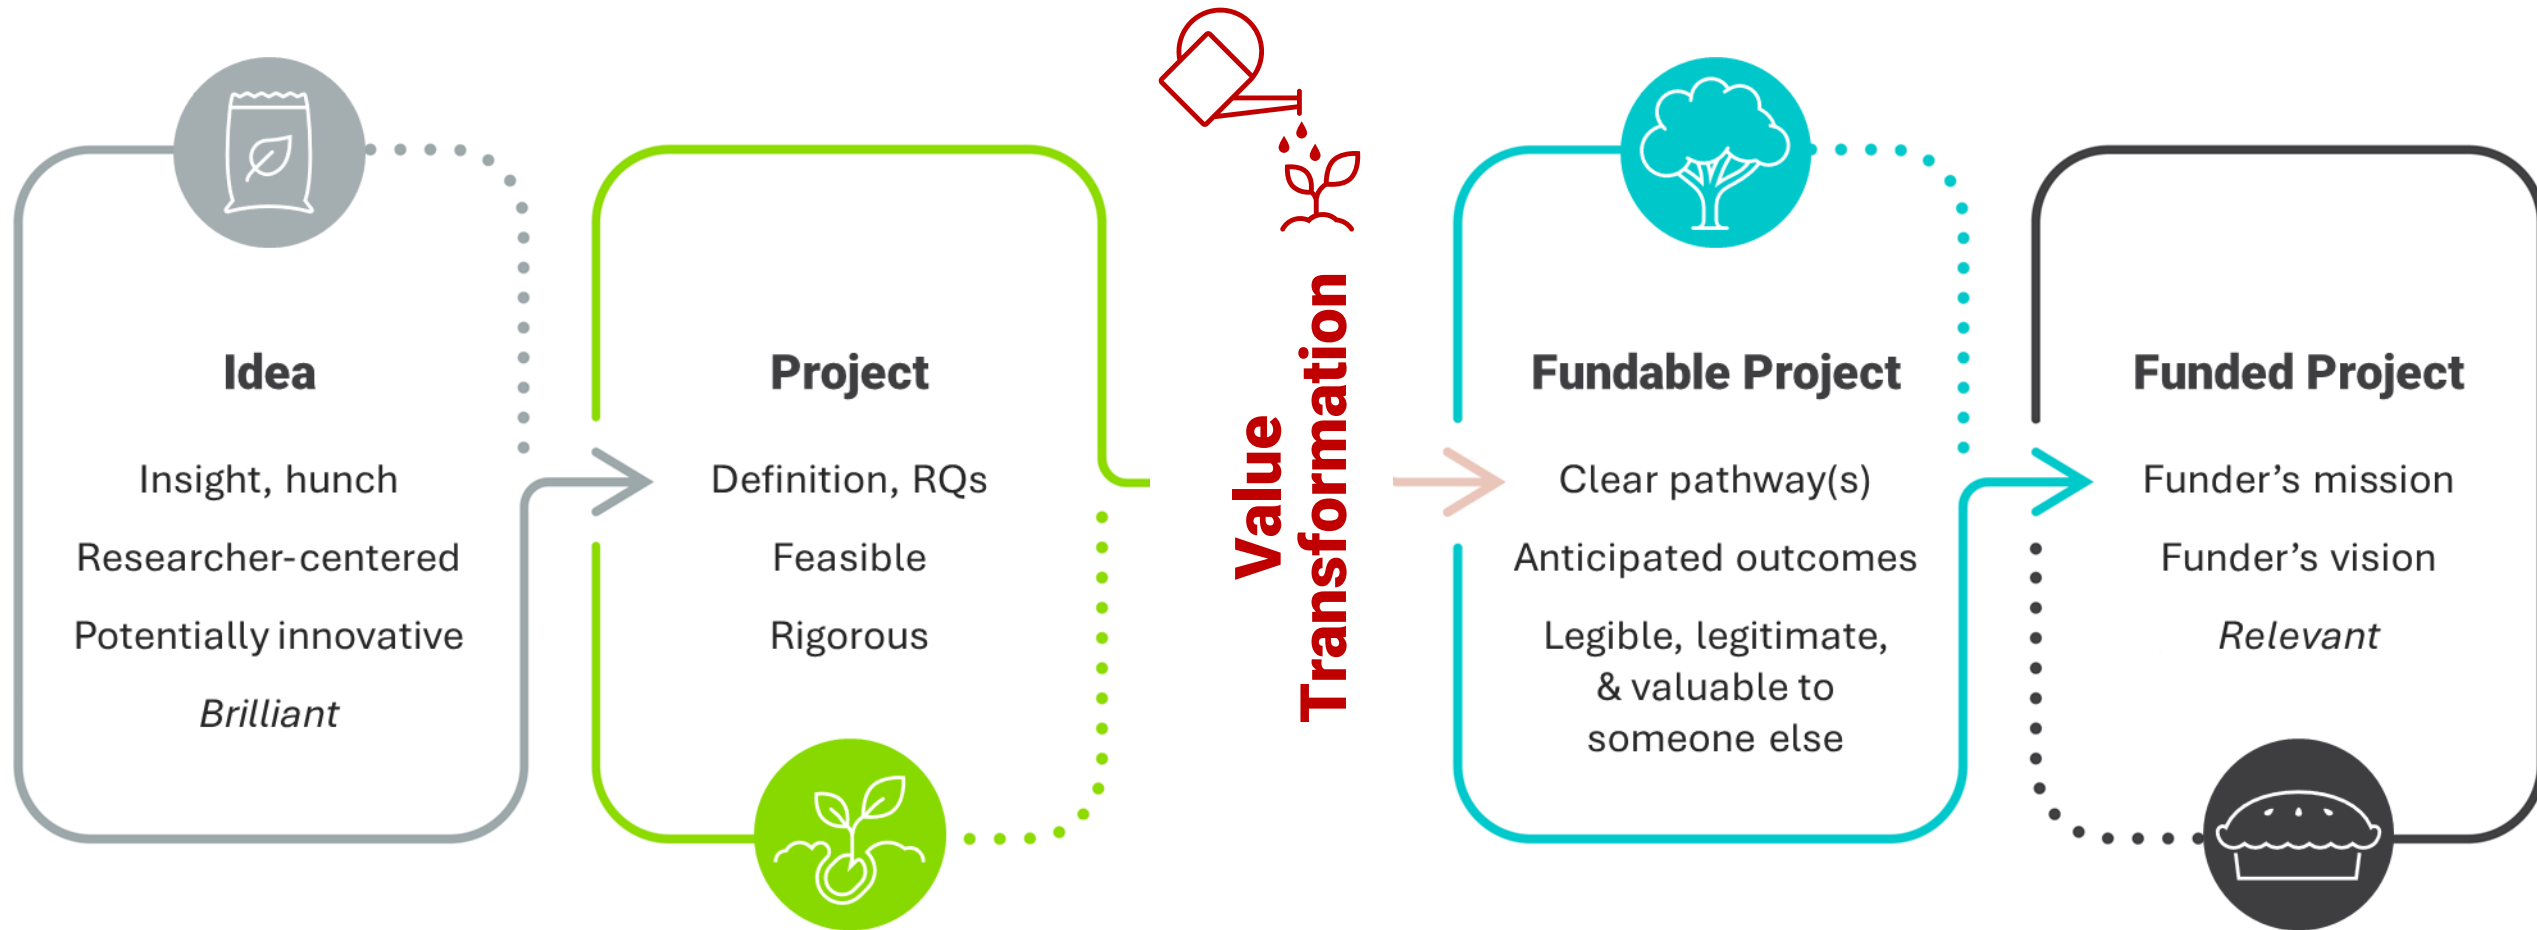 Idea
Insight, hunch
Researcher-centered
Potentially innovative
Brilliant
Project
Definition, RQs
Feasible
Rigorous
Value
Transformation
Fundable Project
Clear pathway(s)
Anticipated outcomes
Legible, legitimate,
& valuable to
someone else
Funded Project
Funder’s mission
Funder’s vision
Relevant